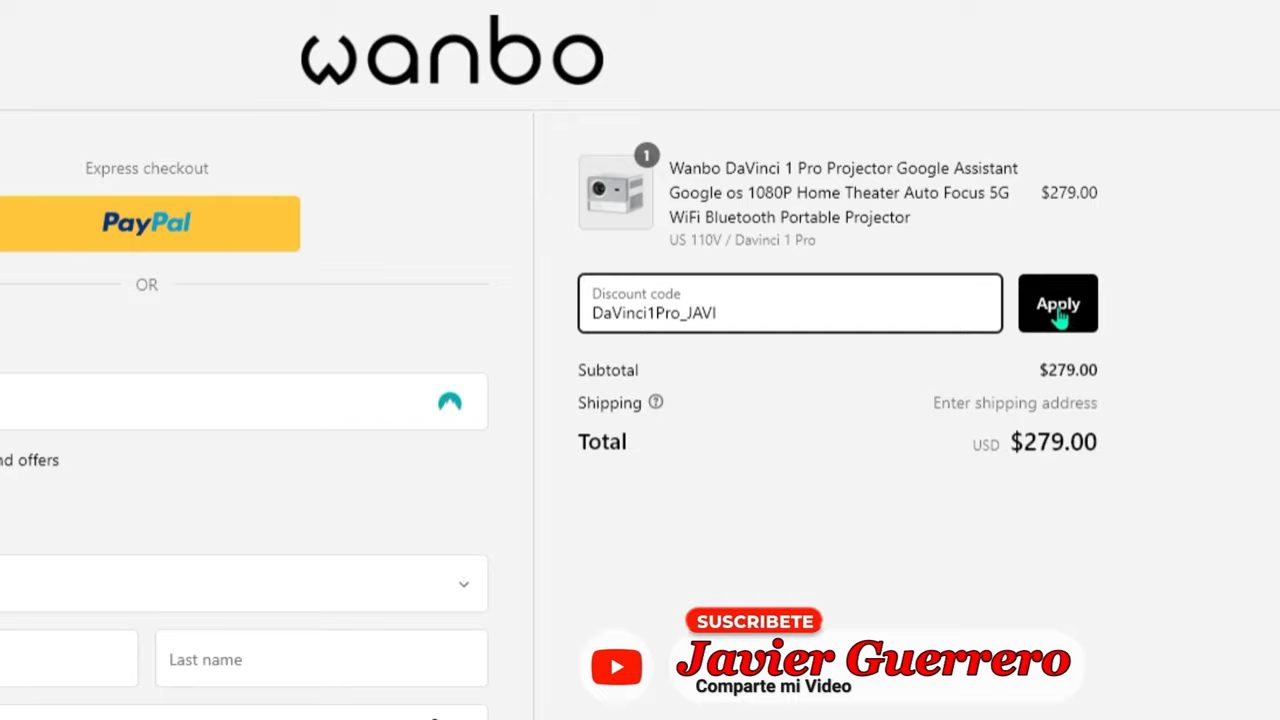 wanbo
Express checkout
PayPal
OR
nd offers
Last name
1
Wanbo DaVinci 1 Pro Projector Google Assistant
Google os 1080P Home Theater Auto Focus 5G
WiFi Bluetooth Portable Projector
US 110V / Davinci 1 Pro
$279.00
Discount code
DaVinci1Pro_JAVI
Apply
Subtotal $279.00
Shipping ? Enter shipping address
Total USD $279.00
SUSCRIBETE
Javier Guerrero
Comparte mi Video